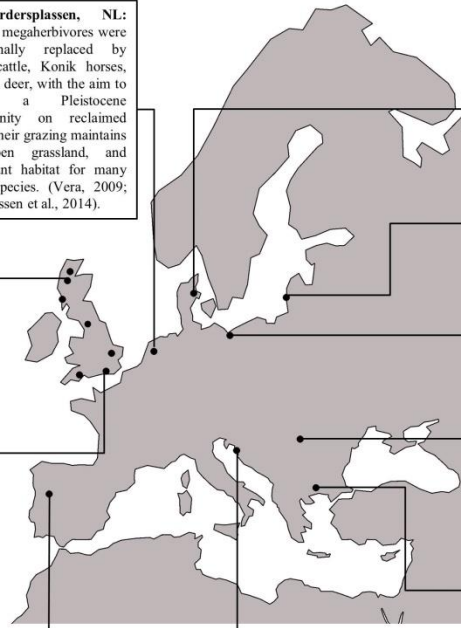 rdersplassen, NL:
megaherbivores were
nally replaced by
cattle, Konik horses,
deer, with the aim to
a Pleistocene
nity on reclaimed
heir grazing maintains
pen grassland, and
nt habitat for many
pecies. (Vera, 2009;
ssen et al., 2014).